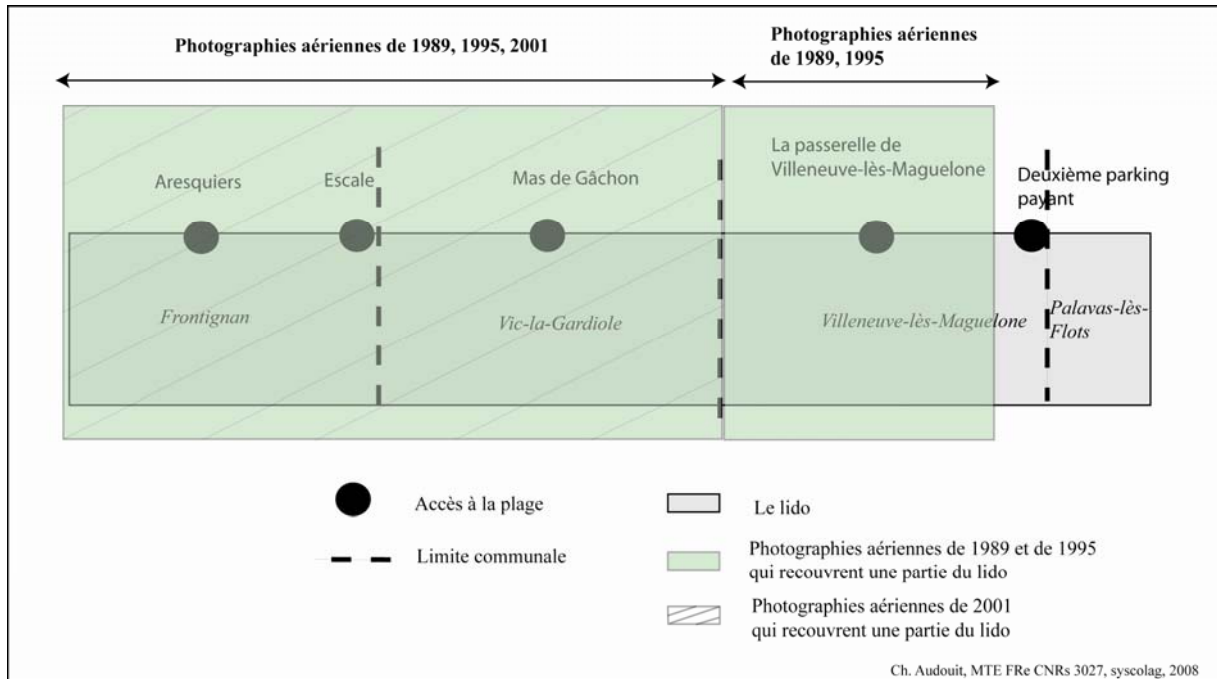 Photographies aériennes de 1989, 1995, 2001
Photographies aériennes
de 1989, 1995
Aresquiers
Escale
Mas de Gâchon
La passerelle de
Villeneuve-lès-Maguelone
Deuxième parking
payant
Frontignan
Vic-la-Gardiole
Villeneuve-lès-Maguelone
Palavas-lès-
Flots
Accès à la plage
Limite communale
Le lido
Photographies aériennes de 1989 et de 1995
qui recouvrent une partie du lido
Photographies aériennes de 2001
qui recouvrent une partie du lido
Ch. Audouit, MTE FRe CNRs 3027, syscolag, 2008